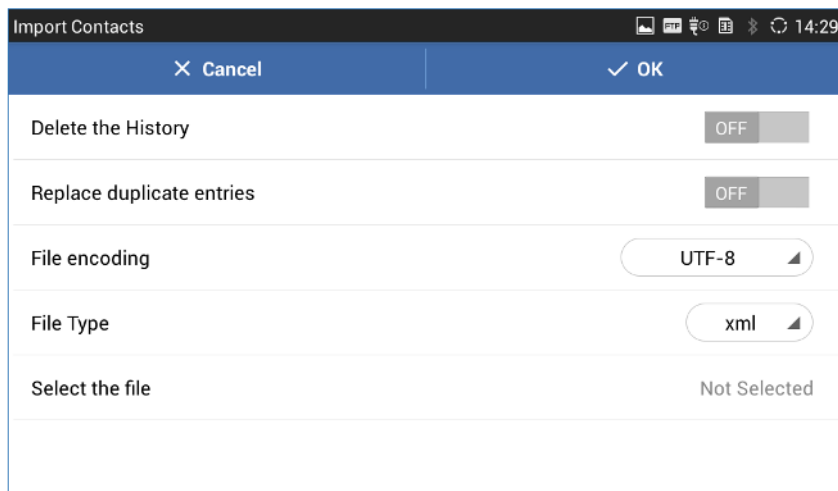 Import Contacts FTP 14:29
Cancel OK
Delete the History OFF
Replace duplicate entries OFF
File encoding UTF-8
File Type xml
Select the file Not Selected